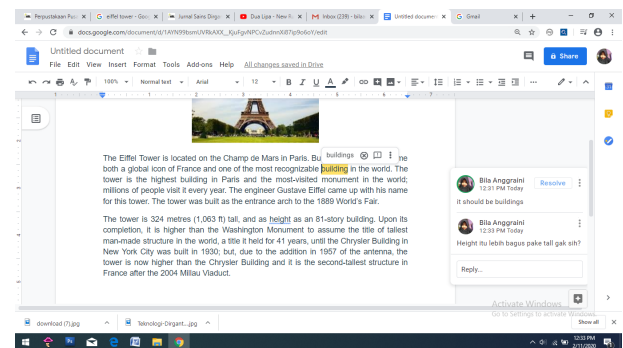 Perpustakaan Pus
eiffel tower - Goo
Jurnal Sains Dirga
Dua Lipa - New R
Inbox (239) - bila
Untitled documen
Gmail
docs.google.com/document/d/1AYN99bsmUVRkAXX_KjuFgvNPCvZudnnXi87ip9o6oY/edit
Untitled document
File Edit View Insert Format Tools Add-ons Help All changes saved in Drive
Share
100% Normal text Arial 12 B I U A
buildings
The Eiffel Tower is located on the Champ de Mars in Paris. Bu me
both a global icon of France and one of the most recognizable building in the world. The
tower is the highest building in Paris and the most-visited monument in the world;
millions of people visit it every year. The engineer Gustave Eiffel came up with his name
for this tower. The tower was built as the entrance arch to the 1889 World's Fair.
The tower is 324 metres (1,063 ft) tall, and as height as an 81-story building. Upon its
completion, it is higher than the Washington Monument to assume the title of tallest
man-made structure in the world, a title it held for 41 years, until the Chrysler Building in
New York City was built in 1930; but, due to the addition in 1957 of the antenna, the
tower is now higher than the Chrysler Building and it is the second-tallest structure in
France after the 2004 Millau Viaduct.
Bila Anggraini
12:31 PM Today
Resolve
it should be buildings
Bila Anggraini
12:33 PM Today
Height itu lebih bagus pake tall gak sih?
Reply...
Activate Windows
Go to Settings to activate Windows.
download (7).jpg
Teknologi-Dirgant....jpg
Show all
12:33 PM
2/11/2020